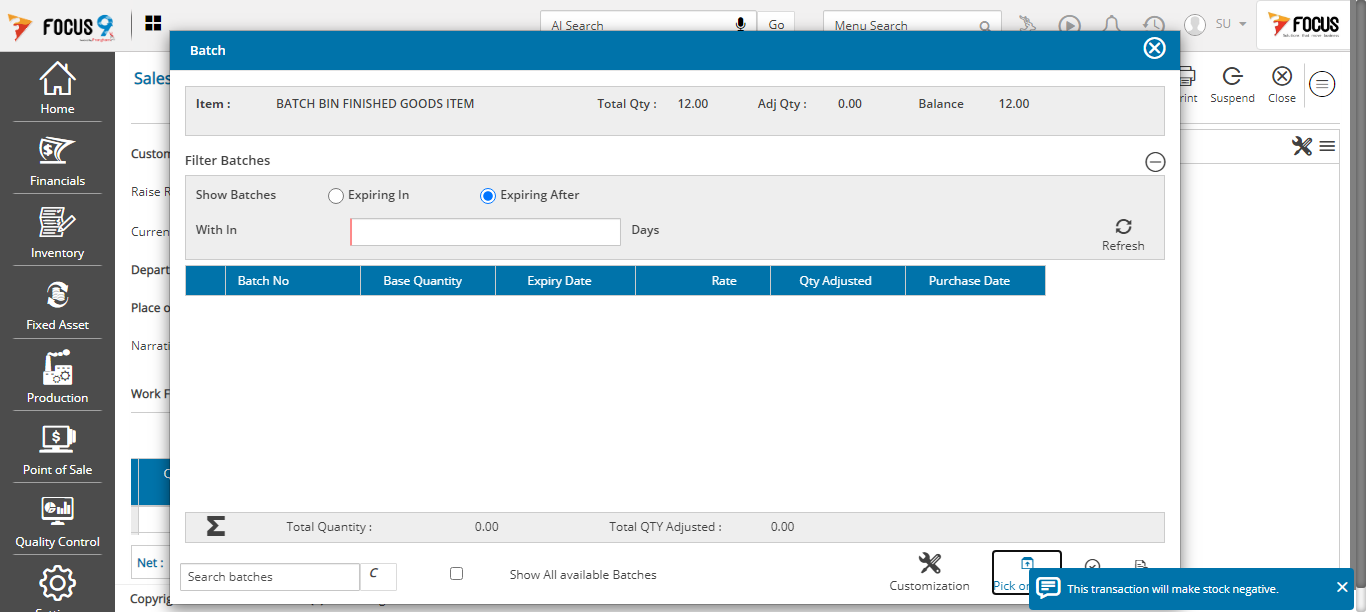 FOCUS 9
AI Search
Go
Menu Search
SU
FOCUS
Batch
Home
Financials
Inventory
Fixed Asset
Production
Point of Sale
Quality Control
Sales
rint
Suspend
Close
Custom
Raise R
Curren
Depart
Place o
Narrati
Work F
Net :
Item :
BATCH BIN FINISHED GOODS ITEM
Total Qty :
12.00
Adj Qty :
0.00
Balance
12.00
Filter Batches
Show Batches
Expiring In
Expiring After
With In
Days
Refresh
Batch No
Base Quantity
Expiry Date
Rate
Qty Adjusted
Purchase Date
Σ
Total Quantity :
0.00
Total QTY Adjusted :
0.00
Search batches
C
Show All available Batches
Customization
Pick on
This transaction will make stock negative.
Copyrig